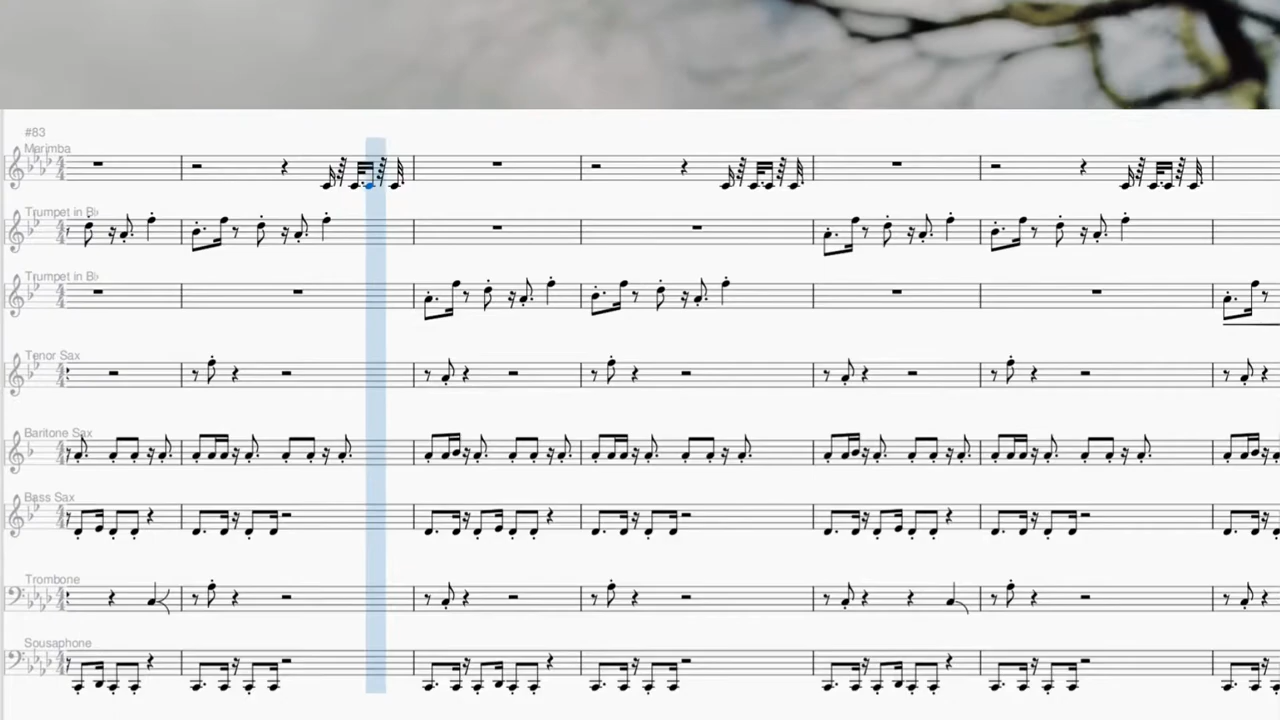 #83
Marimba
Trumpet in B♭
Trumpet in B♭
Tenor Sax
Baritone Sax
Bass Sax
Trombone
Sousaphone